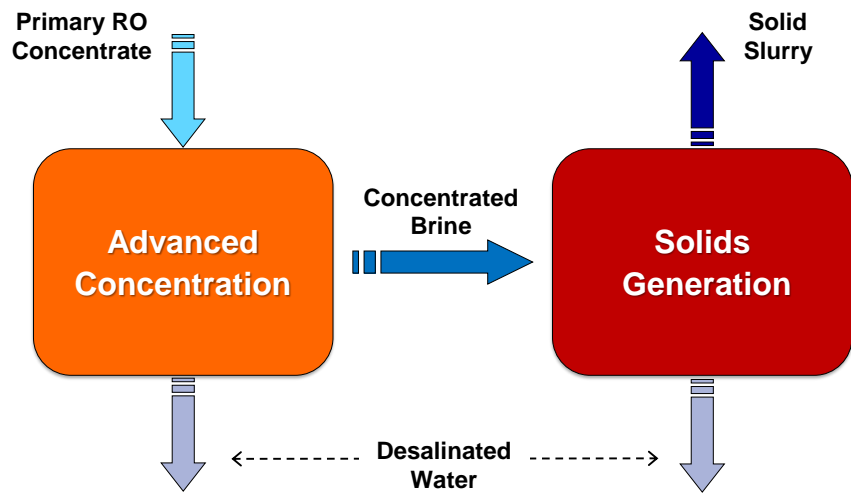 Primary RO
Concentrate
Solid
Slurry
Concentrated
Brine
Advanced
Concentration
Solids
Generation
Desalinated
Water